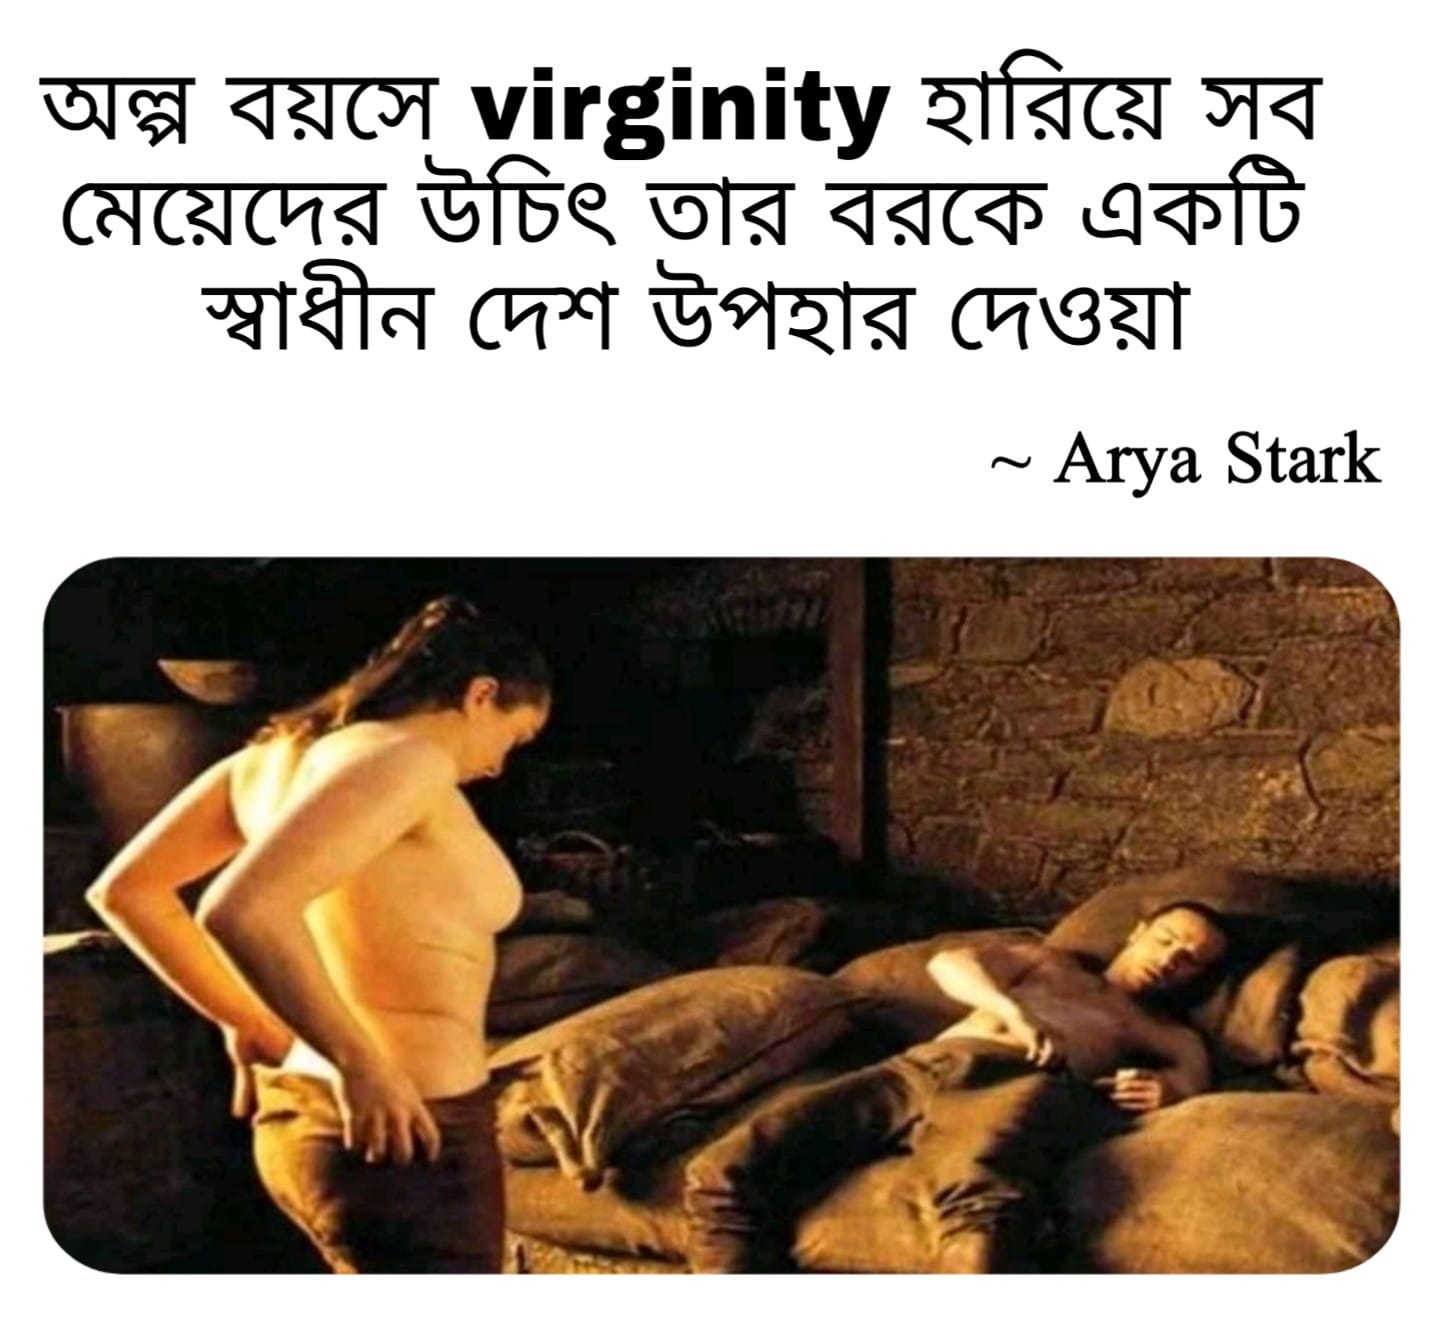 অল্প বয়সে virginity হারিয়ে সব
মেয়েদের উচিৎ তার বরকে একটি
স্বাধীন দেশ উপহার দেওয়া
~ Arya Stark